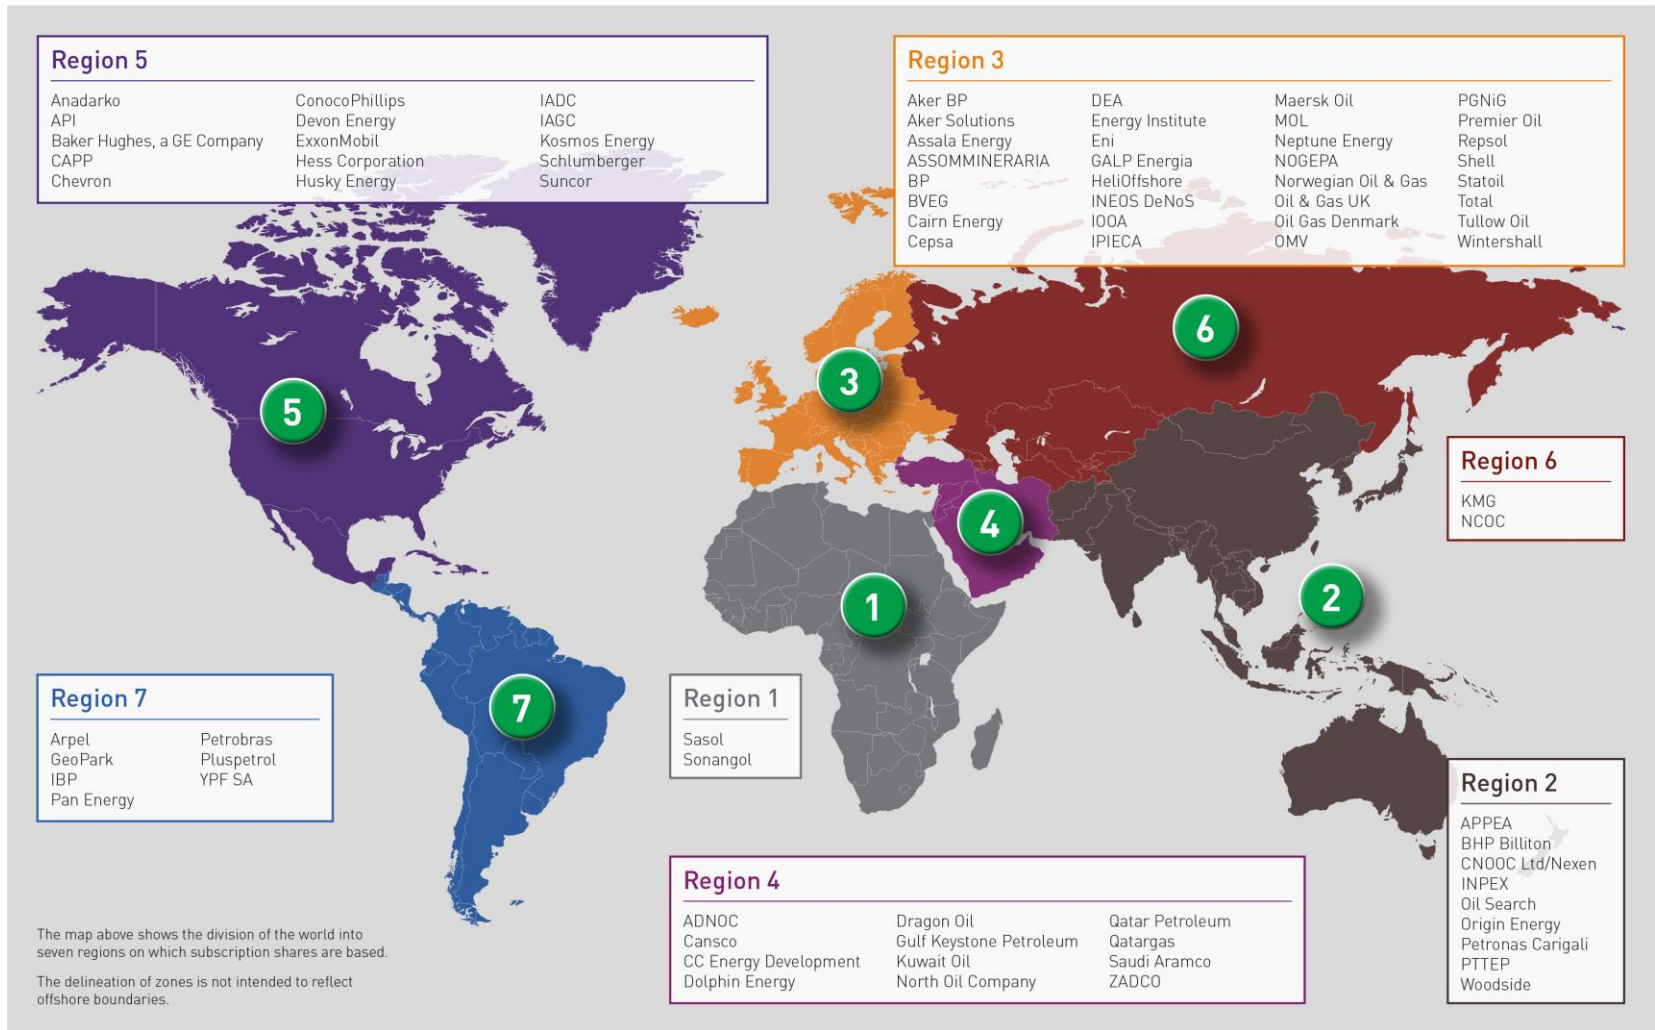 Region 5
Anadarko
API
Baker Hughes, a GE Company
CAPP
Chevron
ConocoPhillips
Devon Energy
ExxonMobil
Hess Corporation
Husky Energy
IADC
IAGC
Kosmos Energy
Schlumberger
Suncor
Region 3
Aker BP
Aker Solutions
Assala Energy
ASSOMMINERARIA
BP
BVEG
Cairn Energy
Cepsa
DEA
Energy Institute
Eni
GALP Energia
HeliOffshore
INEOS DeNoS
IOOA
IPIECA
Maersk Oil
MOL
Neptune Energy
NOGEPA
Norwegian Oil & Gas
Oil & Gas UK
Oil Gas Denmark
OMV
PGNiG
Premier Oil
Repsol
Shell
Statoil
Total
Tullow Oil
Wintershall
6
3
5
Region 6
KMG
NCOC
4
2
1
Region 7
Arpel
GeoPark
IBP
Pan Energy
Petrobras
Pluspetrol
YPF SA
7
Region 1
Sasol
Sonangol
Region 2
APPEA
BHP Billiton
CNOOC Ltd/Nexen
INPEX
Oil Search
Origin Energy
Petronas Carigali
PTTEP
Woodside
Region 4
ADNOC
Cansco
CC Energy Development
Dolphin Energy
Dragon Oil
Gulf Keystone Petroleum
Kuwait Oil
North Oil Company
Qatar Petroleum
Qatargas
Saudi Aramco
ZADCO
The map above shows the division of the world into
seven regions on which subscription shares are based.
The delineation of zones is not intended to reflect
offshore boundaries.